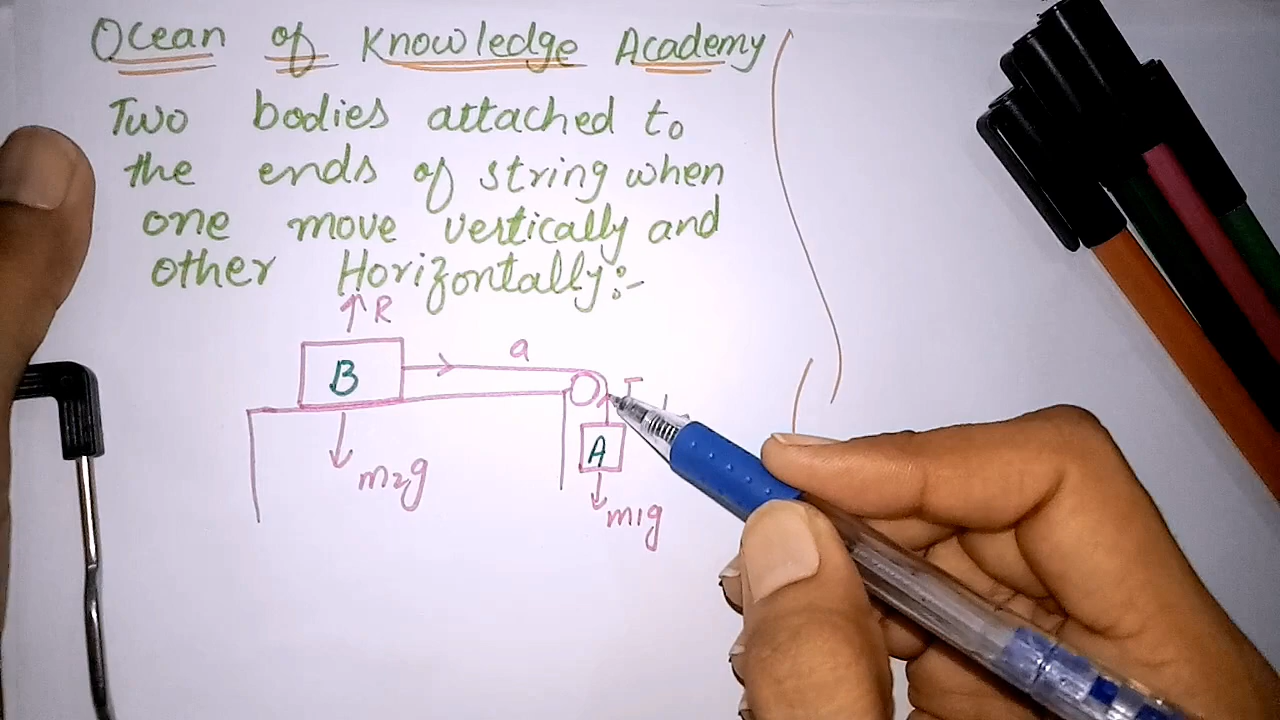 Ocean of Knowledge Academy
Two bodies attached to
the ends of string when
one move vertically and
other Horizontally:-
R
a
B
T
A
m2g
m1g